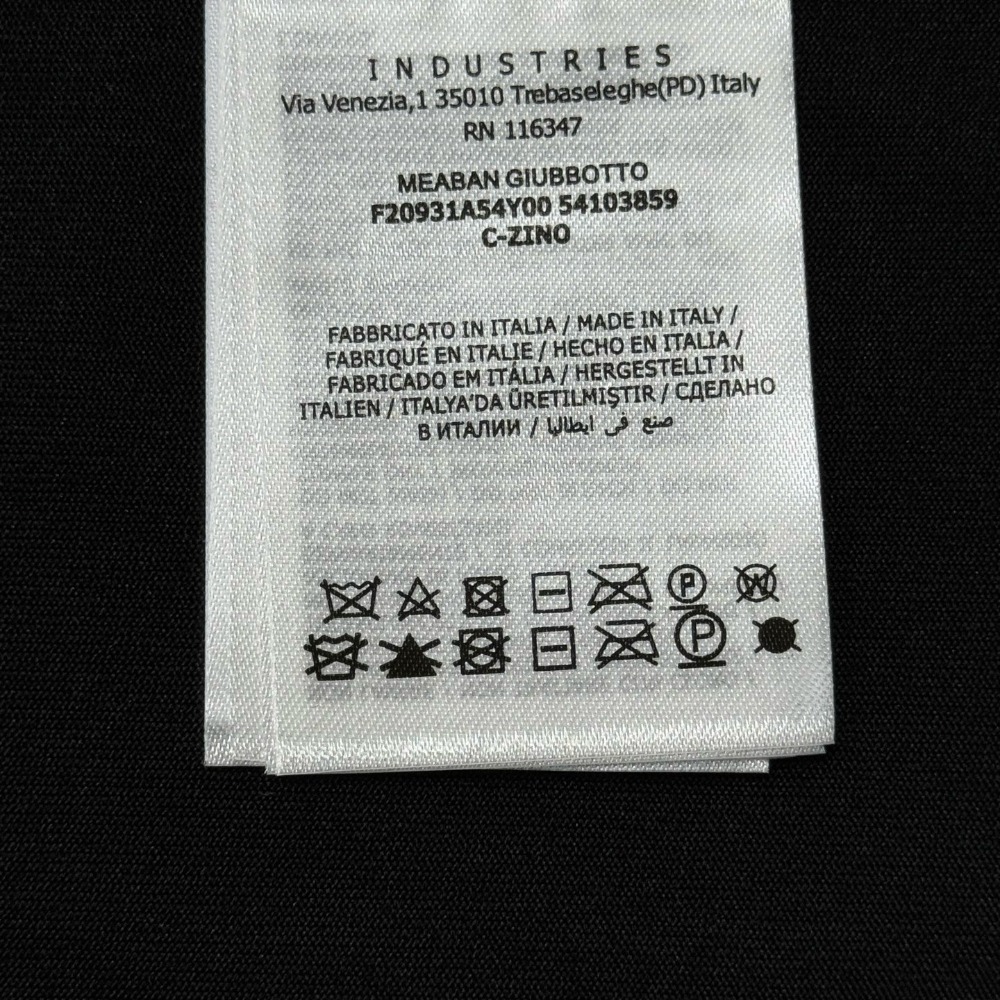 INDUSTRIES
Via Venezia,1 35010 Trebaseleghe(PD) Italy
RN 116347
MEABAN GIUBBOTTO
F20931A54Y00 54103859
C-ZINO
FABBRICATO IN ITALIA / MADE IN ITALY /
FABRIQUÉ EN ITALIE / HECHO EN ITALIA /
FABRICADO EM ITÁLIA / HERGESTELLT IN
ITALIEN / ITALYA'DA ÜRETILMIŞTIR / СДЕЛАНО
В ИТАЛИИ / صنع في ايطاليا
P W
P